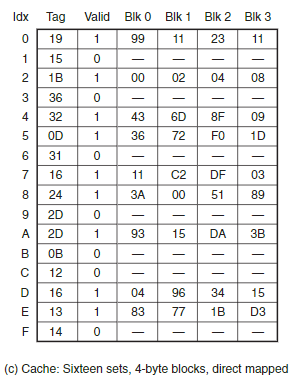 Idx Tag Valid Blk 0 Blk 1 Blk 2 Blk 3
0 19 1 99 11 23 11
1 15 0 — — — —
2 1B 1 00 02 04 08
3 36 0 — — — —
4 32 1 43 6D 8F 09
5 0D 1 36 72 F0 1D
6 31 0 — — — —
7 16 1 11 C2 DF 03
8 24 1 3A 00 51 89
9 2D 0 — — — —
A 2D 1 93 15 DA 3B
B 0B 0 — — — —
C 12 0 — — — —
D 16 1 04 96 34 15
E 13 1 83 77 1B D3
F 14 0 — — — —
(c) Cache: Sixteen sets, 4-byte blocks, direct mapped